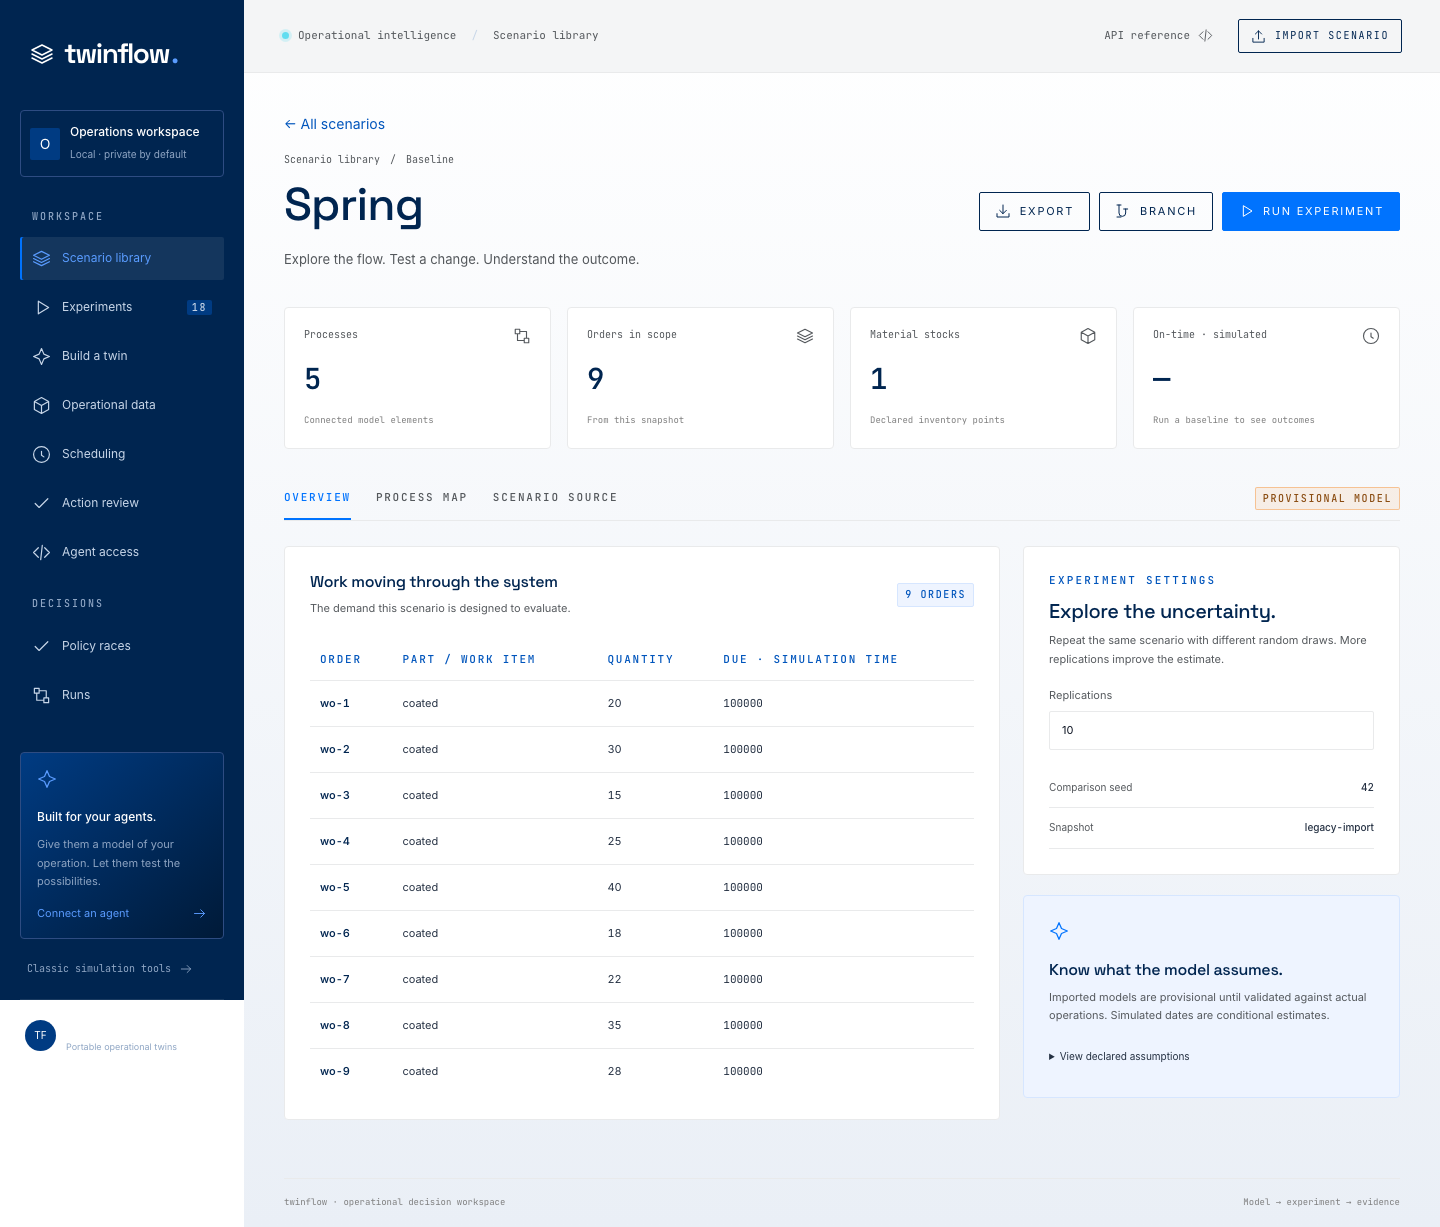 twinflow.
O
Operations workspace
Local · private by default
WORKSPACE
Scenario library
Experiments 18
Build a twin
Operational data
Scheduling
Action review
Agent access
DECISIONS
Policy races
Runs
Built for your agents.
Give them a model of your
operation. Let them test the
possibilities.
Connect an agent →
Classic simulation tools →
TF
Portable operational twins
Operational intelligence / Scenario library
API reference
IMPORT SCENARIO
← All scenarios
Scenario library / Baseline
Spring
EXPORT
BRANCH
RUN EXPERIMENT
Explore the flow. Test a change. Understand the outcome.
Processes
5
Connected model elements
Orders in scope
9
From this snapshot
Material stocks
1
Declared inventory points
On-time · simulated
—
Run a baseline to see outcomes
OVERVIEW PROCESS MAP SCENARIO SOURCE
PROVISIONAL MODEL
Work moving through the system
The demand this scenario is designed to evaluate.
9 ORDERS
ORDER PART / WORK ITEM QUANTITY DUE · SIMULATION TIME
wo-1 coated 20 100000
wo-2 coated 30 100000
wo-3 coated 15 100000
wo-4 coated 25 100000
wo-5 coated 40 100000
wo-6 coated 18 100000
wo-7 coated 22 100000
wo-8 coated 35 100000
wo-9 coated 28 100000
EXPERIMENT SETTINGS
Explore the uncertainty.
Repeat the same scenario with different random draws. More
replications improve the estimate.
Replications
10
Comparison seed 42
Snapshot legacy-import
Know what the model assumes.
Imported models are provisional until validated against actual
operations. Simulated dates are conditional estimates.
View declared assumptions
twinflow · operational decision workspace
Model → experiment → evidence